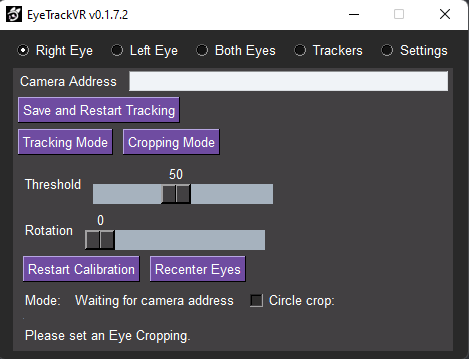 EyeTrackVR v0.1.7.2
Right Eye Left Eye Both Eyes Trackers Settings
Camera Address
Save and Restart Tracking
Tracking Mode Cropping Mode
50
Threshold
0
Rotation
Restart Calibration Recenter Eyes
Mode: Waiting for camera address Circle crop:
Please set an Eye Cropping.